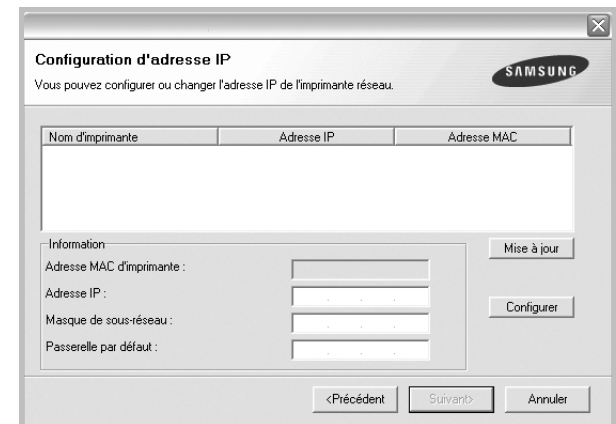 Configuration d'adresse IP
Vous pouvez configurer ou changer l'adresse IP de l'imprimante réseau.
SAMSUNG
Nom d'imprimante Adresse IP Adresse MAC
Information
Mise à jour
Adresse MAC d'imprimante :
Adresse IP :
Configurer
Masque de sous-réseau :
Passerelle par défaut :
<Précédent Suivant> Annuler